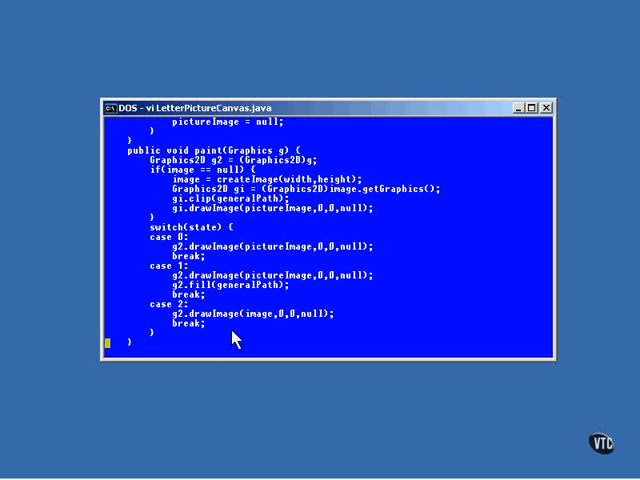 DOS - vi LetterPictureCanvas.java
pictureImage = null;
}
}
public void paint(Graphics g) {
Graphics2D g2 = (Graphics2D)g;
if(image == null) {
image = createImage(width,height);
Graphics2D gi = (Graphics2D)image.getGraphics();
gi.clip(generalPath);
gi.drawImage(pictureImage,0,0,null);
}
switch(state) {
case 0:
g2.drawImage(pictureImage,0,0,null);
break;
case 1:
g2.drawImage(pictureImage,0,0,null);
g2.fill(generalPath);
break;
case 2:
g2.drawImage(image,0,0,null);
break;
}
}
VTC